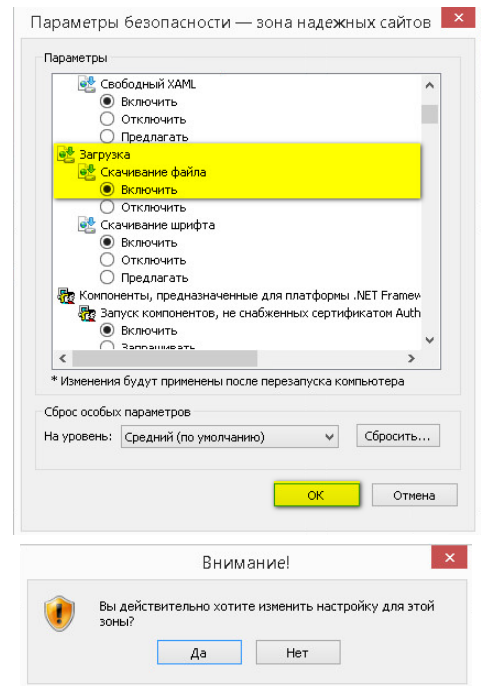 Параметры безопасности — зона надежных сайтов
Параметры
Свободный XAML
Включить
Отключить
Предлагать
Загрузка
Скачивание файла
Включить
Отключить
Скачивание шрифта
Включить
Отключить
Предлагать
Компоненты, предназначенные для платформы .NET Framew
Запуск компонентов, не снабженных сертификатом Auth
Включить
Запрашивать
* Изменения будут применены после перезапуска компьютера
Сброс особых параметров
На уровень: Средний (по умолчанию) Сбросить...
ОК Отмена
Внимание!
Вы действительно хотите изменить настройку для этой
зоны?
Да Нет